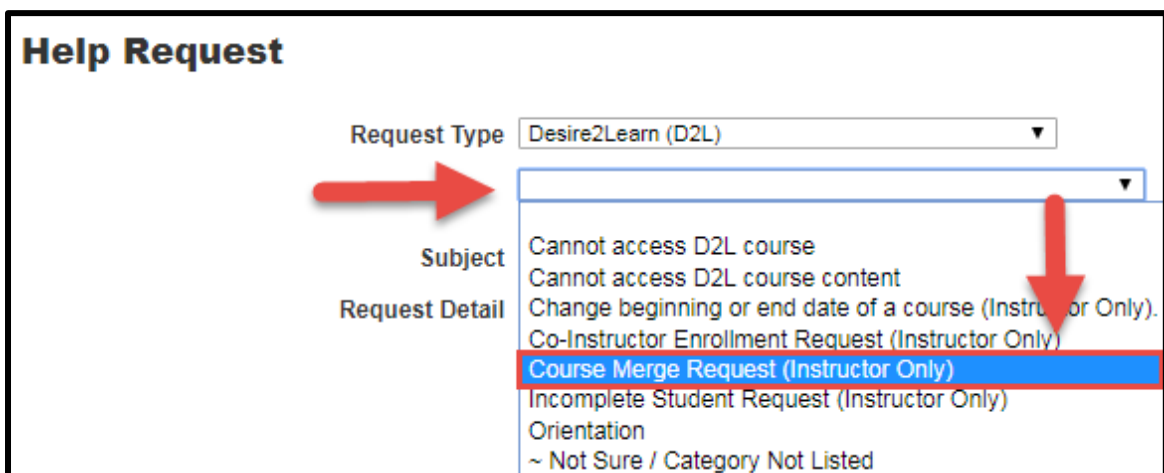 Help Request
Request Type Desire2Learn (D2L)
Subject
Request Detail
Cannot access D2L course
Cannot access D2L course content
Change beginning or end date of a course (Instructor Only).
Co-Instructor Enrollment Request (Instructor Only)
Course Merge Request (Instructor Only)
Incomplete Student Request (Instructor Only)
Orientation
~ Not Sure / Category Not Listed